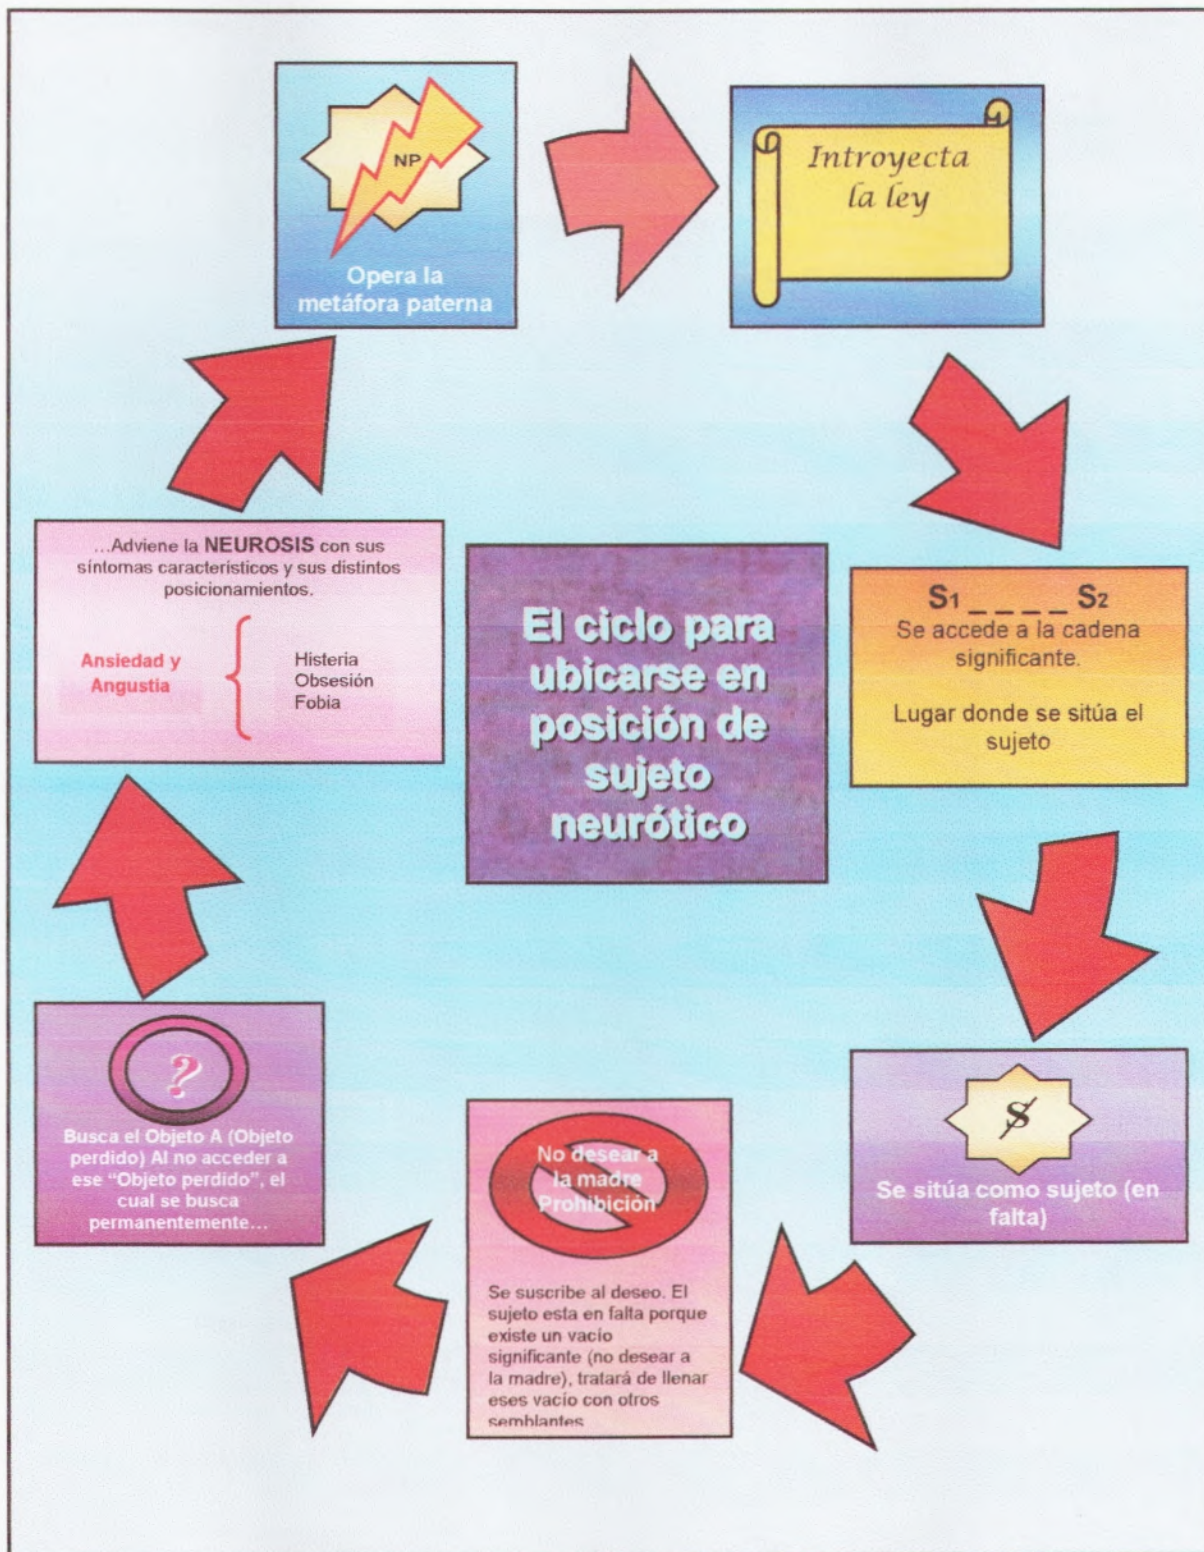 NP
Opera la
metáfora paterna
Introyecta
la ley
S1 _ _ _ _ S2
Se accede a la cadena
significante.
Lugar donde se sitúa el
sujeto
$
Se sitúa como sujeto (en
falta)
No desear a
la madre
Prohibición
Se suscribe al deseo. El
sujeto esta en falta porque
existe un vacío
significante (no desear a
la madre), tratará de llenar
eses vacío con otros
semblantes
?
Busca el Objeto A (Objeto
perdido) Al no acceder a
ese “Objeto perdido”, el
cual se busca
permanentemente...
...Adviene la NEUROSIS con sus
síntomas característicos y sus distintos
posicionamientos.
Ansiedad y
Angustia
Histeria
Obsesión
Fobia
El ciclo para
ubicarse en
posición de
sujeto
neurótico